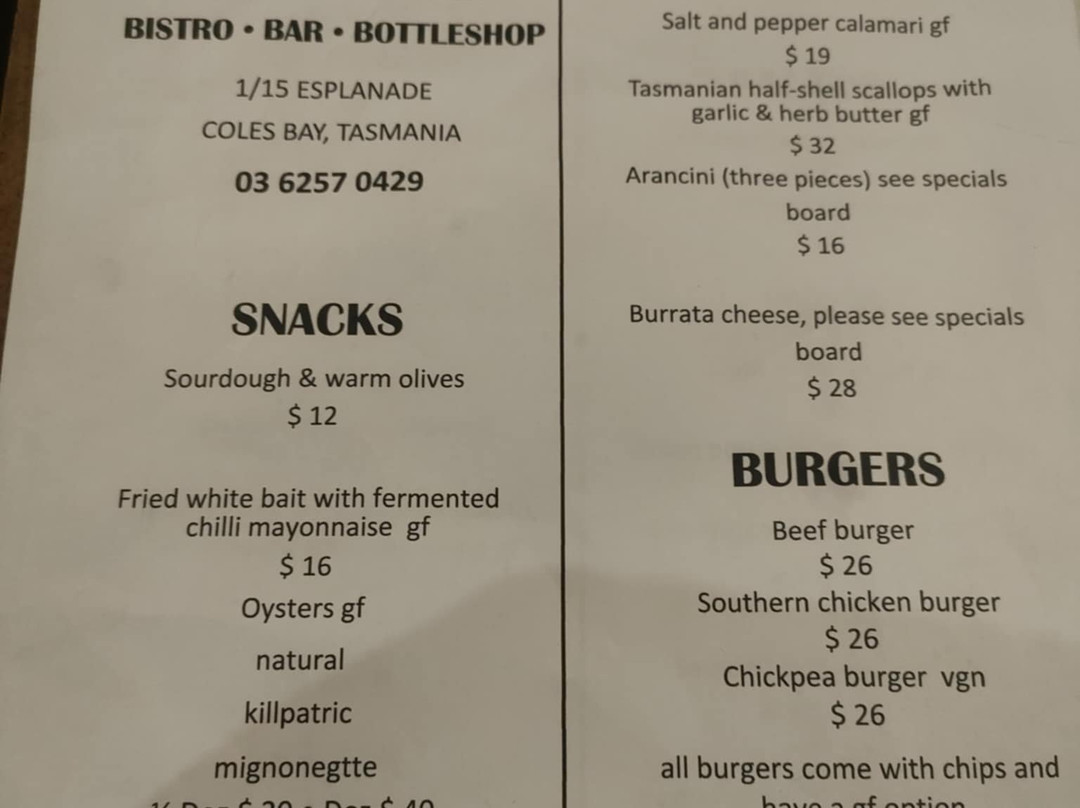 BISTRO • BAR • BOTTLESHOP
1/15 ESPLANADE
COLES BAY, TASMANIA
03 6257 0429
SNACKS
Sourdough & warm olives
$ 12
Fried white bait with fermented
chilli mayonnaise gf
$ 16
Oysters gf
natural
killpatric
mignonegtte
Salt and pepper calamari gf
$ 19
Tasmanian half-shell scallops with
garlic & herb butter gf
$ 32
Arancini (three pieces) see specials
board
$ 16
Burrata cheese, please see specials
board
$ 28
BURGERS
Beef burger
$ 26
Southern chicken burger
$ 26
Chickpea burger vgn
$ 26
all burgers come with chips and
have a gf option